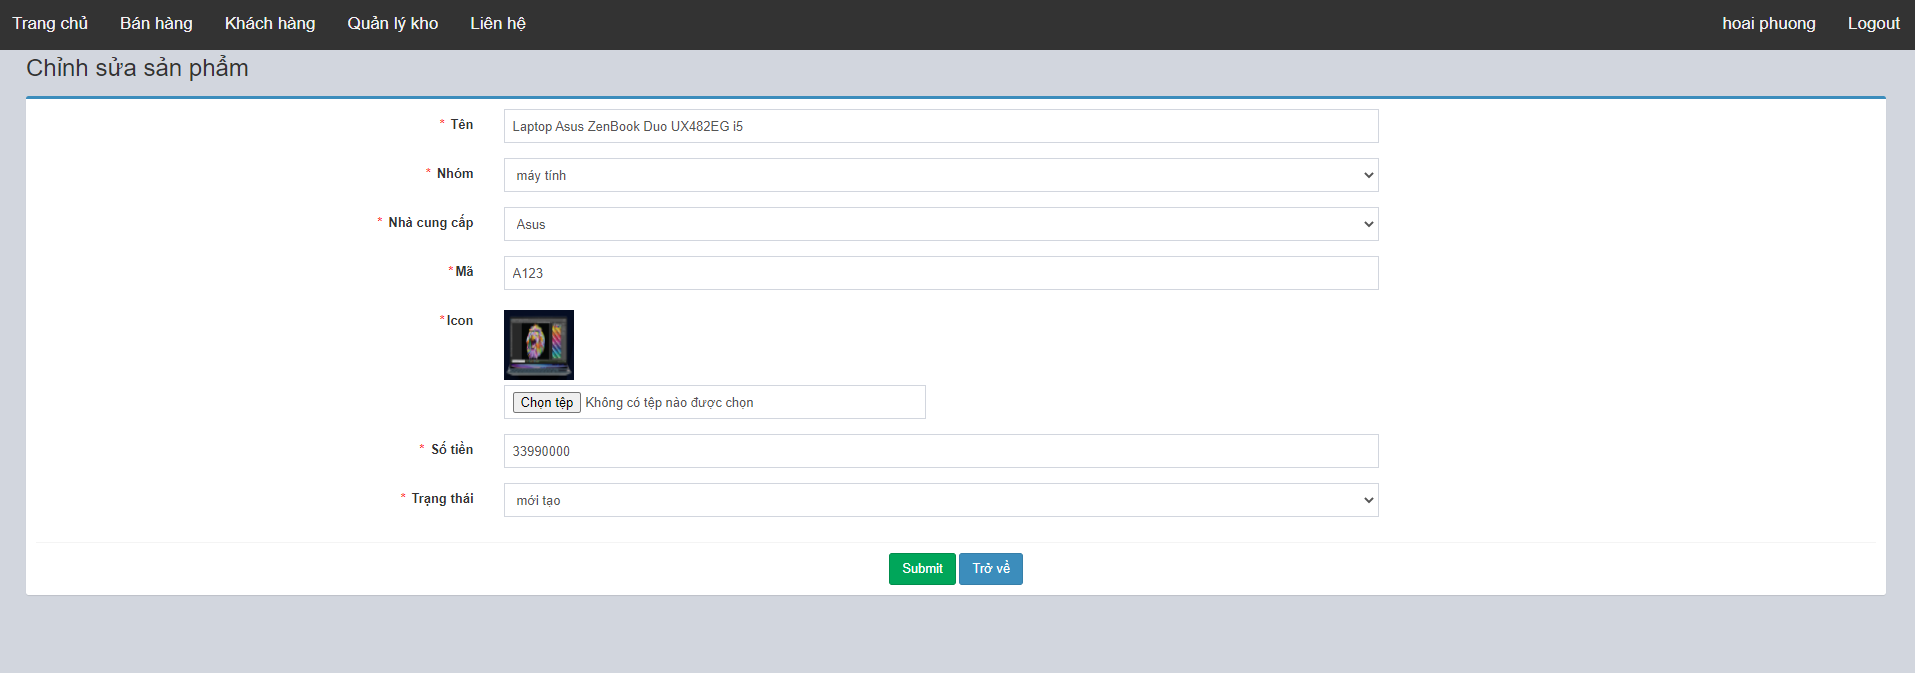 Trang chủ Bán hàng Khách hàng Quản lý kho Liên hệ hoai phuong Logout
Chỉnh sửa sản phẩm
* Tên Laptop Asus ZenBook Duo UX482EG i5
* Nhóm máy tính
* Nhà cung cấp Asus
*Mã A123
*Icon
Chọn tệp Không có tệp nào được chọn
* Số tiền 33990000
* Trạng thái mới tạo
Submit Trở về